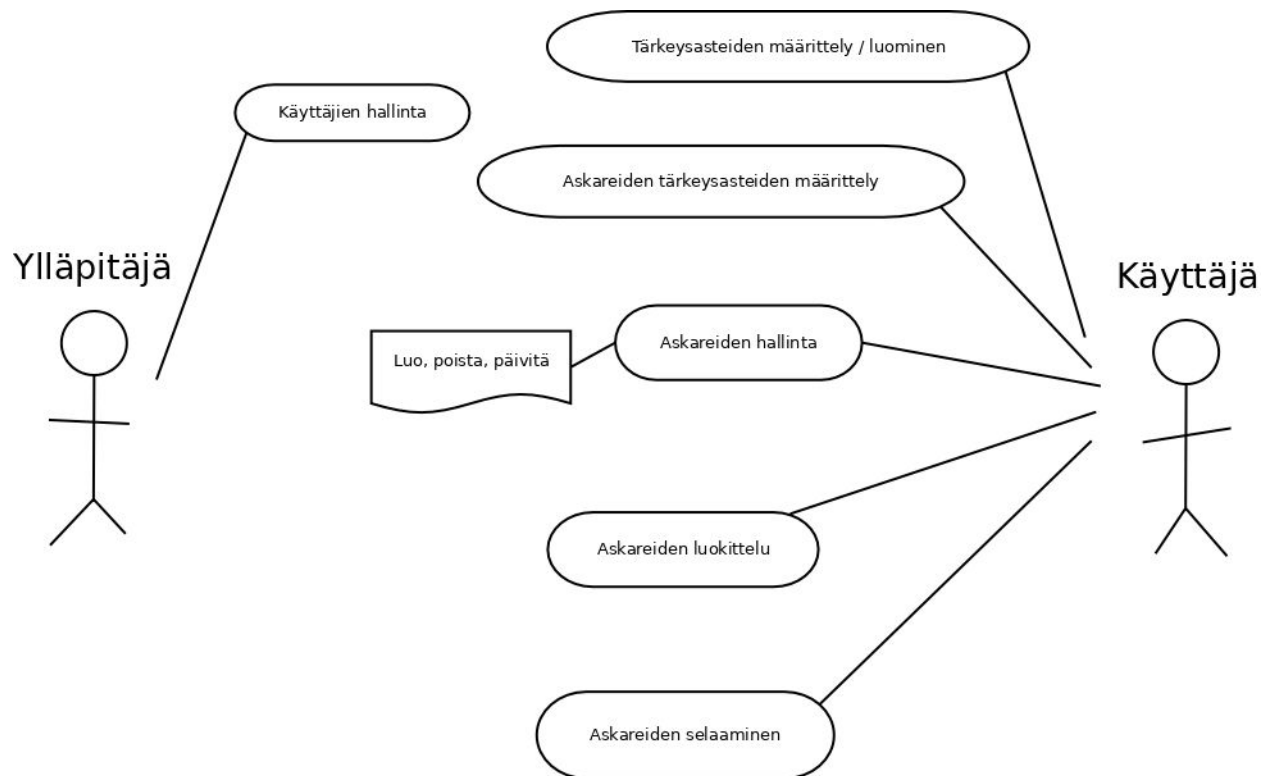 Tärkeysasteiden määrittely / luominen
Käyttäjien hallinta
Askareiden tärkeysasteiden määrittely
Ylläpitäjä
Käyttäjä
Luo, poista, päivitä
Askareiden hallinta
Askareiden luokittelu
Askareiden selaaminen